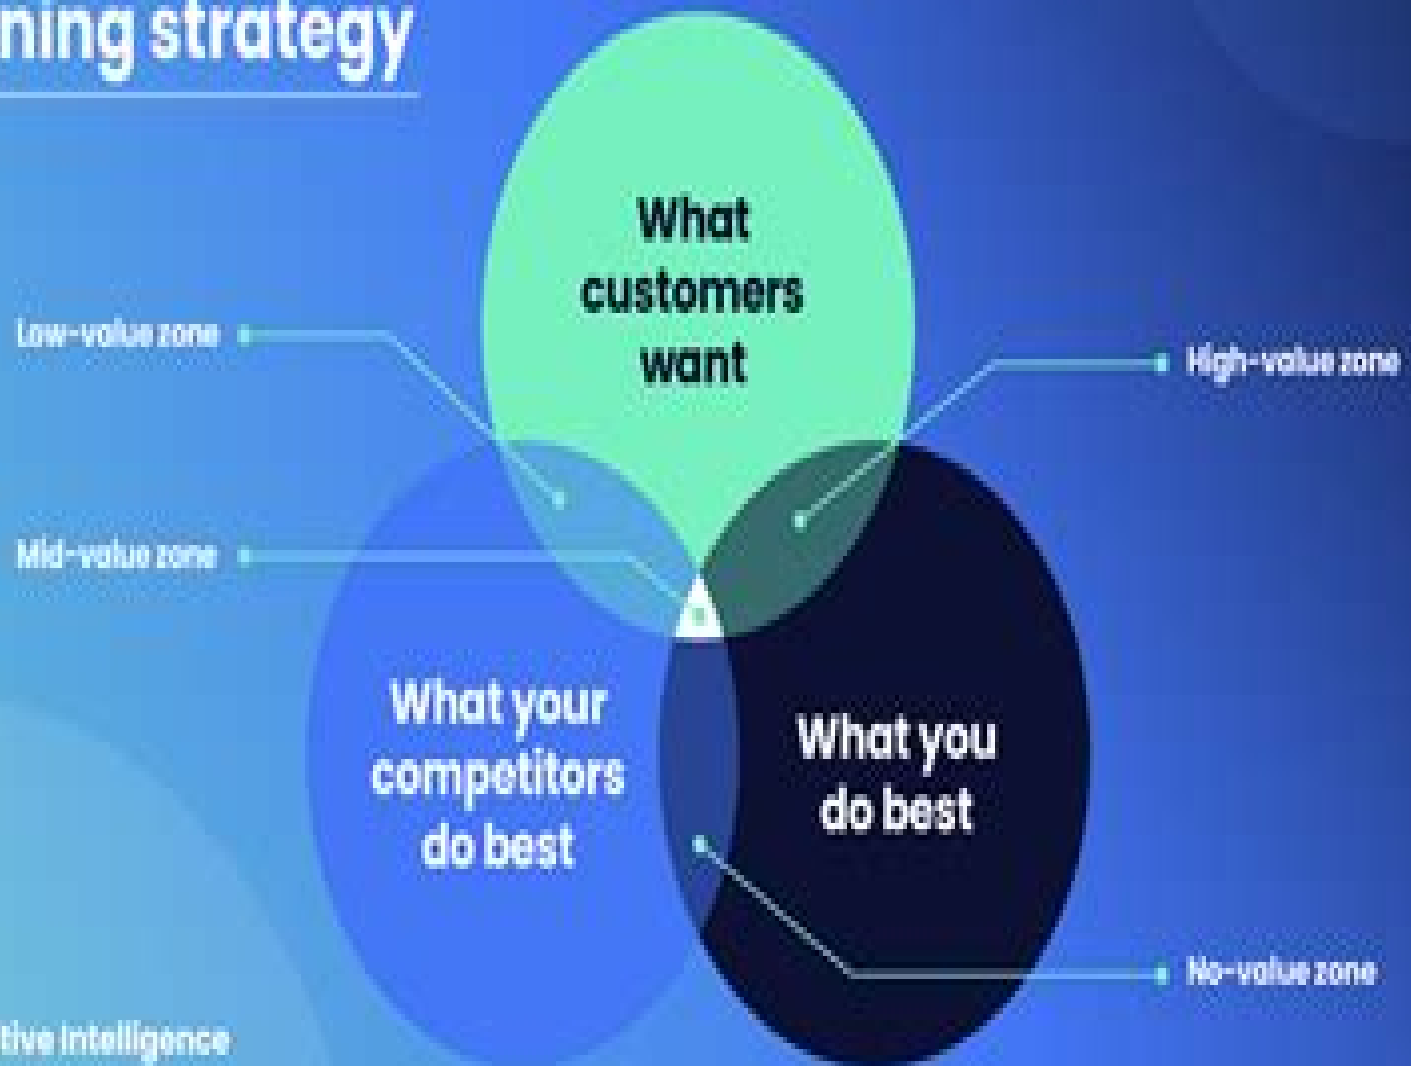 ning strategy
What
customers
want
Low-value zone
High-value zone
Mid-value zone
What your
competitors
do best
What you
do best
No-value zone
tive Intelligence